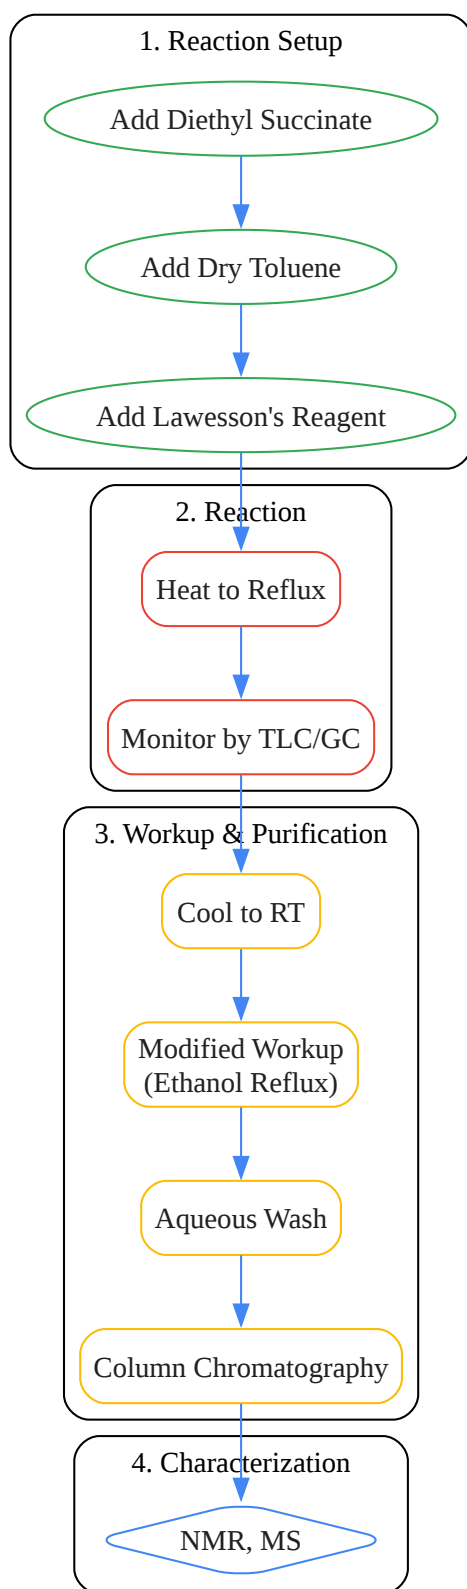 1. Reaction Setup
Add Diethyl Succinate
Add Dry Toluene
Add Lawesson's Reagent
2. Reaction
Heat to Reflux
Monitor by TLC/GC
3. Workup & Purification
Cool to RT
Modified Workup
(Ethanol Reflux)
Aqueous Wash
Column Chromatography
4. Characterization
NMR, MS